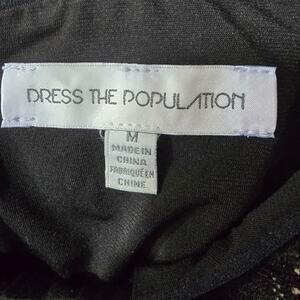 DRESS THE POPULATION
M
MADE IN
CHINA
FABRIQUÉ EN
CHINE